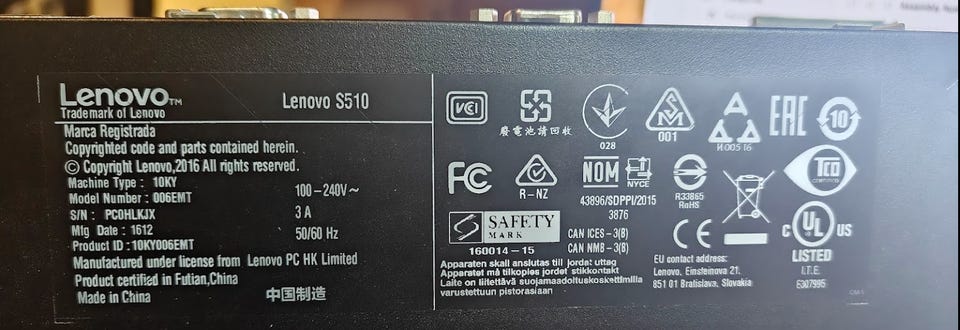 Lenovo™
Trademark of Lenovo
Lenovo S510
Marca Registrada
Copyrighted code and parts contained herein.
© Copyright Lenovo,2016 All rights reserved.
Machine Type : 10KY
Model Number : 006EMT
S/N : PC0HLKJX
Mfg Date : 1612
Product ID : 10KY006EMT
100-240V~
3 A
50/60 Hz
Manufactured under license from Lenovo PC HK Limited
Product certified in Futian,China
Made in China
中国制造
VCI
廢電池請回收
028
SM
001
A
И005 16
EAC
10
FC
R-NZ
NOM
NYCE
43896/SDPPI/2015
3876
R33865
RoHS
TCO
CERTIFIED
SAFETY
MARK
160014-15
CAN ICES-3(B)
CAN NMB-3(B)
CE
C UL US
LISTED
I.T.E.
E307995
Apparaten skall anslutas till jordat uttag
Apparatet må tilkoples jordet stikkontakt
Laite on liitettävä suojamaadoituskoskettimilla
varustettuun pistorasiaan
EU contact address:
Lenovo, Einsteinova 21,
851 01 Bratislava, Slovakia